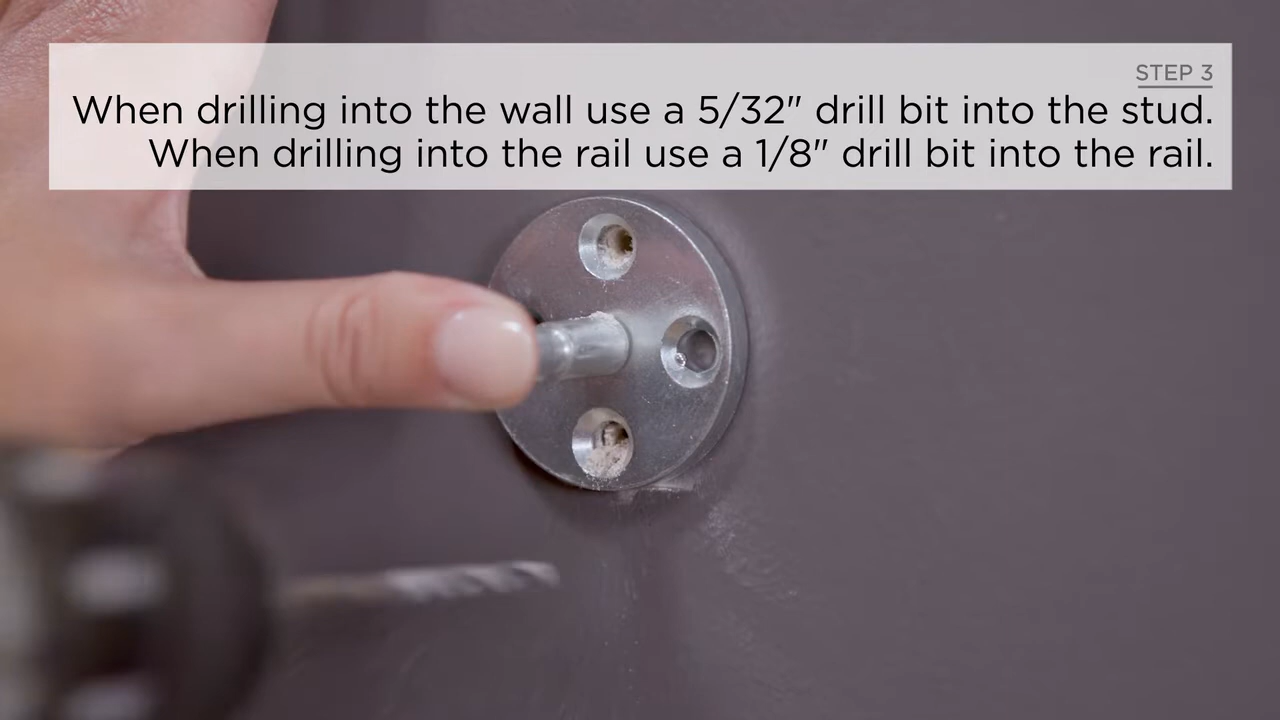 STEP 3
When drilling into the wall use a 5/32" drill bit into the stud.
When drilling into the rail use a 1/8" drill bit into the rail.